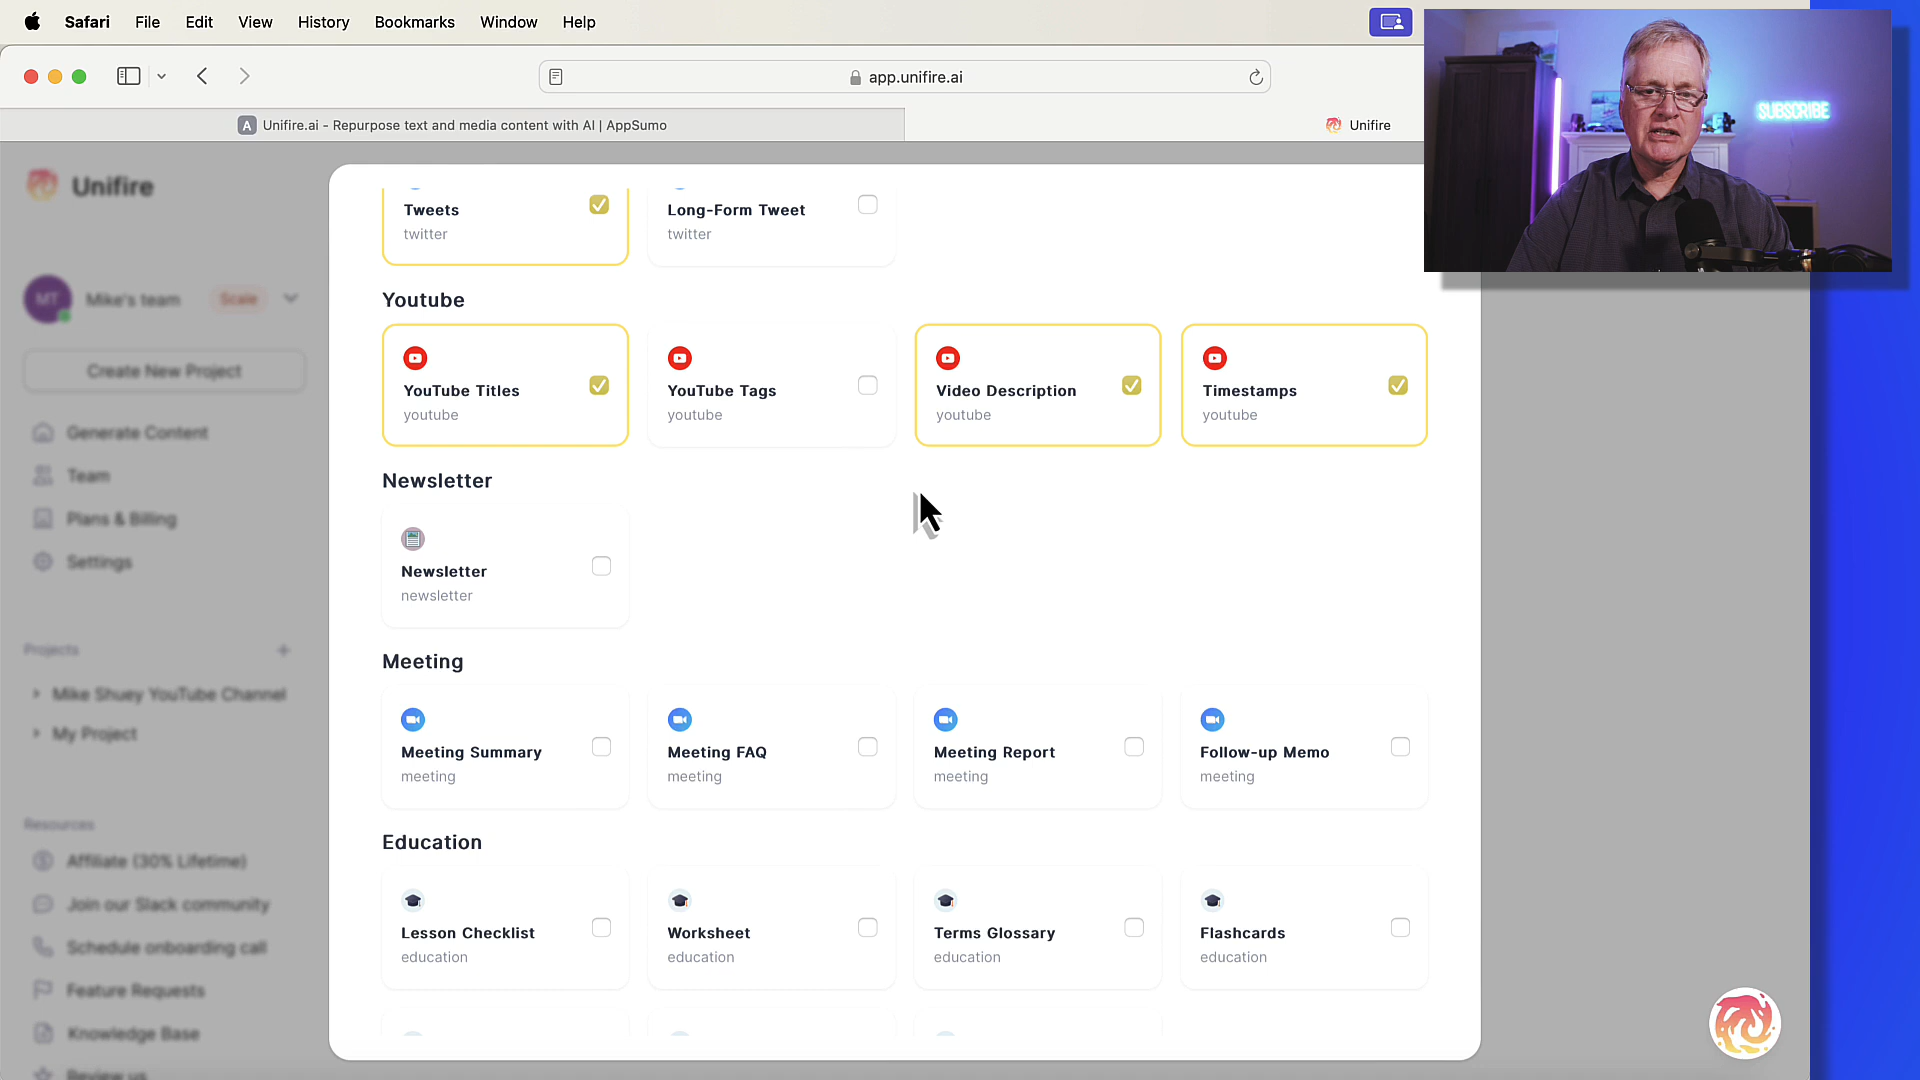 Safari File Edit View History Bookmarks Window Help
app.unifire.ai
A Unifire.ai - Repurpose text and media content with AI | AppSumo
Unifire
SUBSCRIBE
Unifire
MT Mike's team Scale
Create New Project
Generate Content
Team
Plans & Billing
Settings
Projects +
Mike Shuey YouTube Channel
My Project
Resources
Affiliate (30% Lifetime)
Join our Slack community
Schedule onboarding call
Feature Requests
Knowledge Base
Review us
Tweets
twitter
Long-Form Tweet
twitter
Youtube
YouTube Titles
youtube
YouTube Tags
youtube
Video Description
youtube
Timestamps
youtube
Newsletter
Newsletter
newsletter
Meeting
Meeting Summary
meeting
Meeting FAQ
meeting
Meeting Report
meeting
Follow-up Memo
meeting
Education
Lesson Checklist
education
Worksheet
education
Terms Glossary
education
Flashcards
education